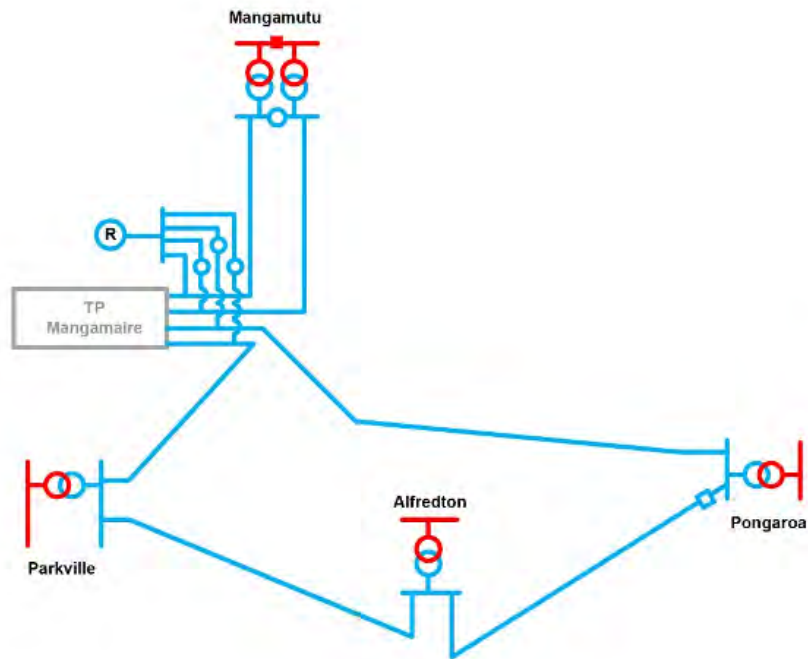 Mangamutu
R
TP
Mangamaire
Alfredton
Pongaroa
Parkville